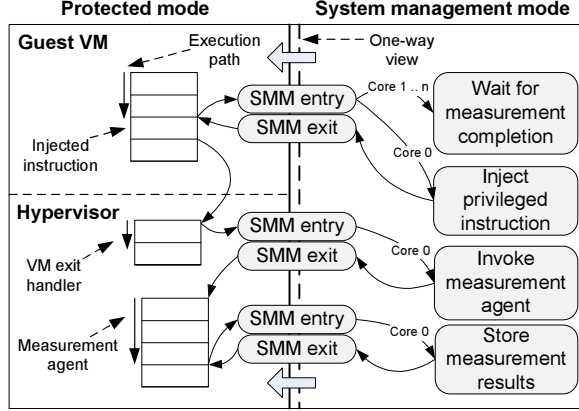 Protected mode
System management mode
Guest VM
Execution
path
One-way
view
Injected
instruction
SMM entry
SMM exit
Core 1 .. n
Core 0
Wait for
measurement
completion
Inject
privileged
instruction
Hypervisor
VM exit
handler
SMM entry
SMM exit
Core 0
Invoke
measurement
agent
Measurement
agent
SMM entry
SMM exit
Core 0
Store
measurement
results